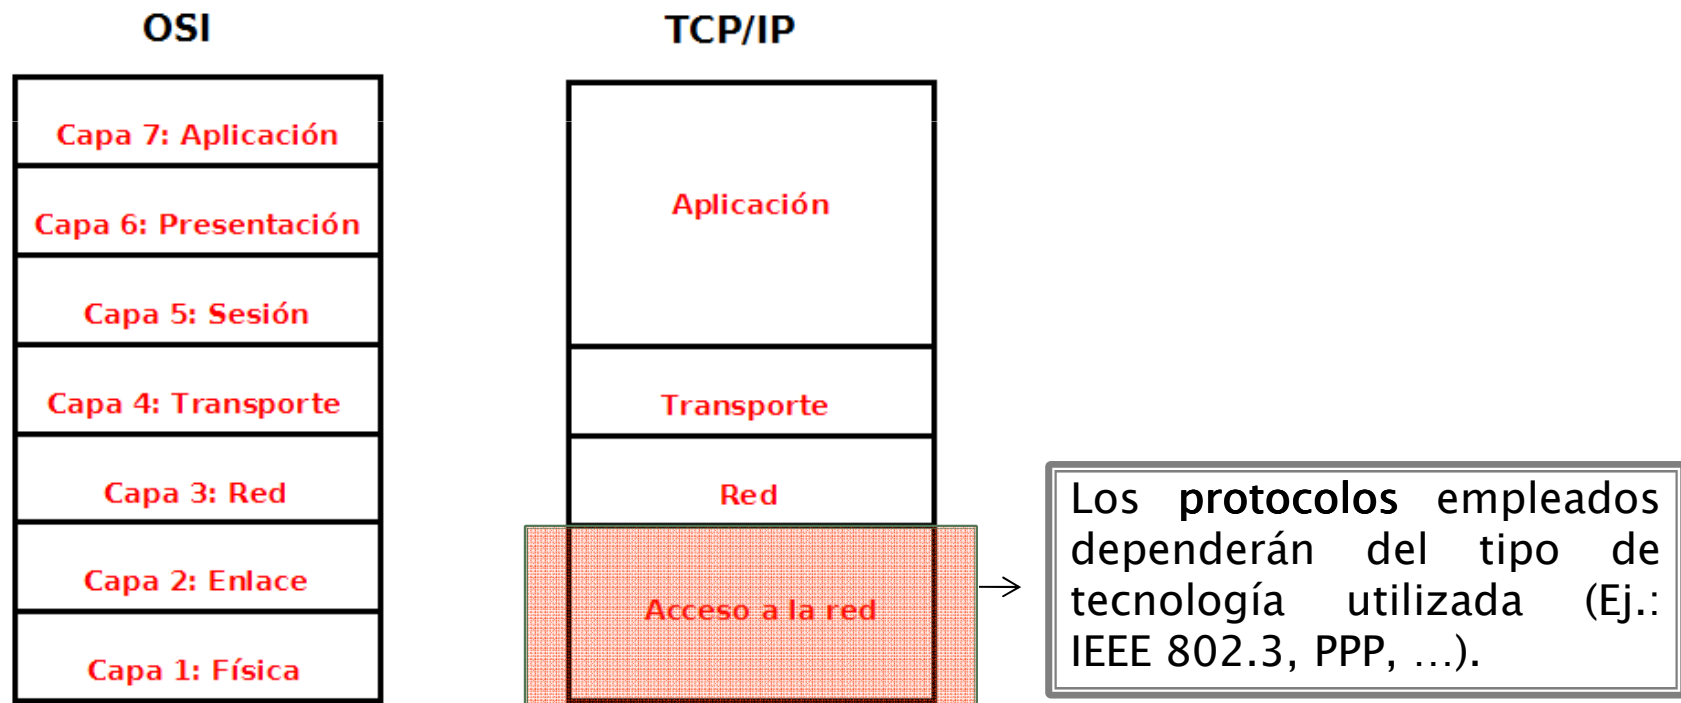 OSI
Capa 7: Aplicación
Capa 6: Presentación
Capa 5: Sesión
Capa 4: Transporte
Capa 3: Red
Capa 2: Enlace
Capa 1: Física
TCP/IP
Aplicación
Transporte
Red
Acceso a la red
Los protocolos empleados
dependerán del tipo de
tecnología utilizada (Ej.:
IEEE 802.3, PPP, ...).